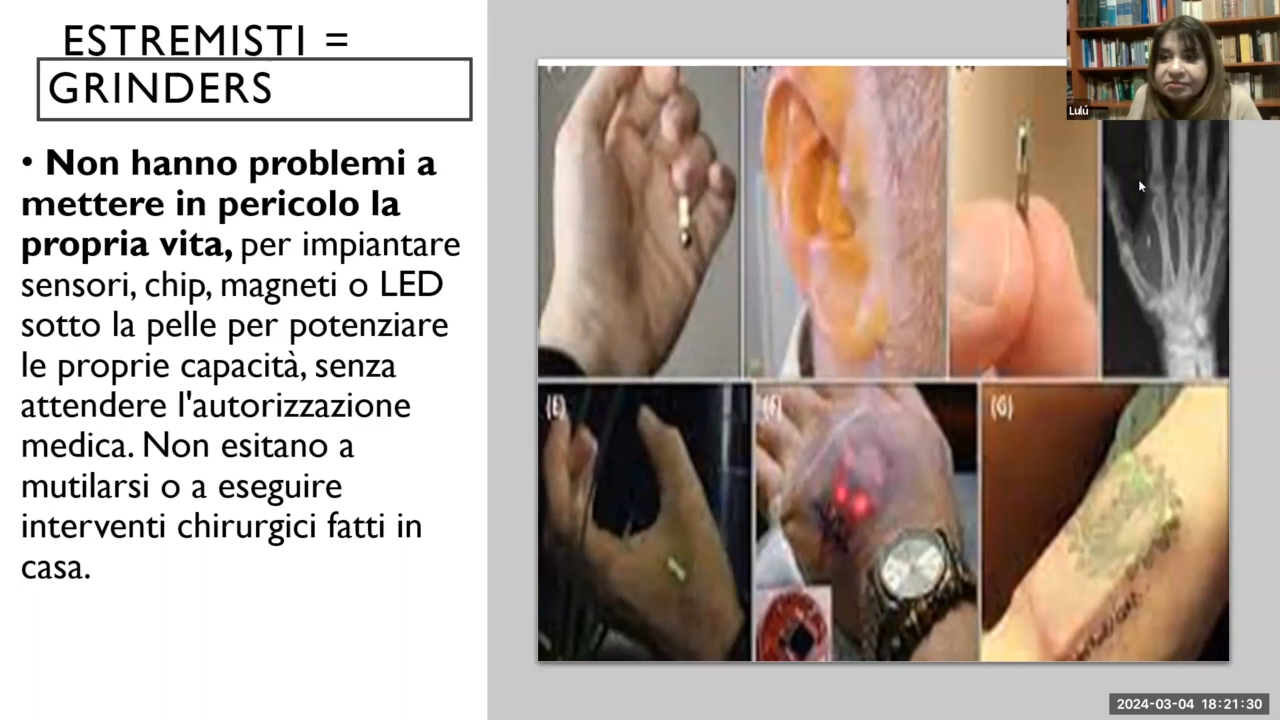 ESTREMISTI =
GRINDERS
• Non hanno problemi a
mettere in pericolo la
propria vita, per impiantare
sensori, chip, magneti o LED
sotto la pelle per potenziare
le proprie capacità, senza
attendere l'autorizzazione
medica. Non esitano a
mutilarsi o a eseguire
interventi chirurgici fatti in
casa.
(E)
(F)
(G)
Lulú
2024-03-04 18:21:30